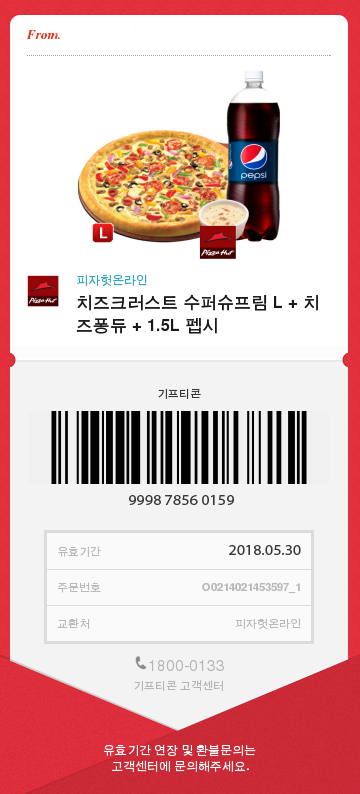 From.
pepsi
L
Pizza Hut
Pizza Hut
피자헛온라인
치즈크러스트 수퍼슈프림 L + 치
즈퐁듀 + 1.5L 펩시
기프티콘
9998 7856 0159
유효기간 2018.05.30
주문번호 O0214021453597_1
교환처 피자헛온라인
1800-0133
기프티콘 고객센터
유효기간 연장 및 환불문의는
고객센터에 문의해주세요.